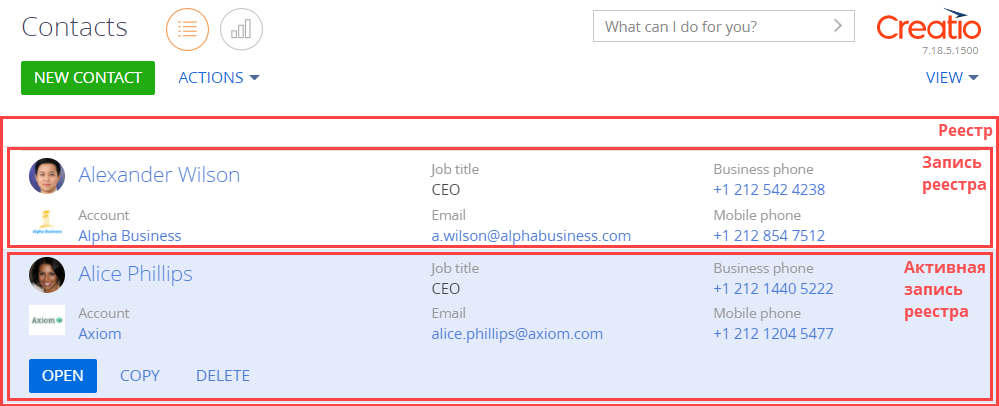 Contacts
What can I do for you?
Creatio
7.18.5.1500
NEW CONTACT
ACTIONS
VIEW
Реестр
Запись
реестра
Alexander Wilson
Job title
CEO
Business phone
+1 212 542 4238
Alpha Business
Account
Alpha Business
Email
a.wilson@alphabusiness.com
Mobile phone
+1 212 854 7512
Активная
запись
реестра
Alice Phillips
Job title
CEO
Business phone
+1 212 1440 5222
Axiom
Account
Axiom
Email
alice.phillips@axiom.com
Mobile phone
+1 212 1204 5477
OPEN
COPY
DELETE